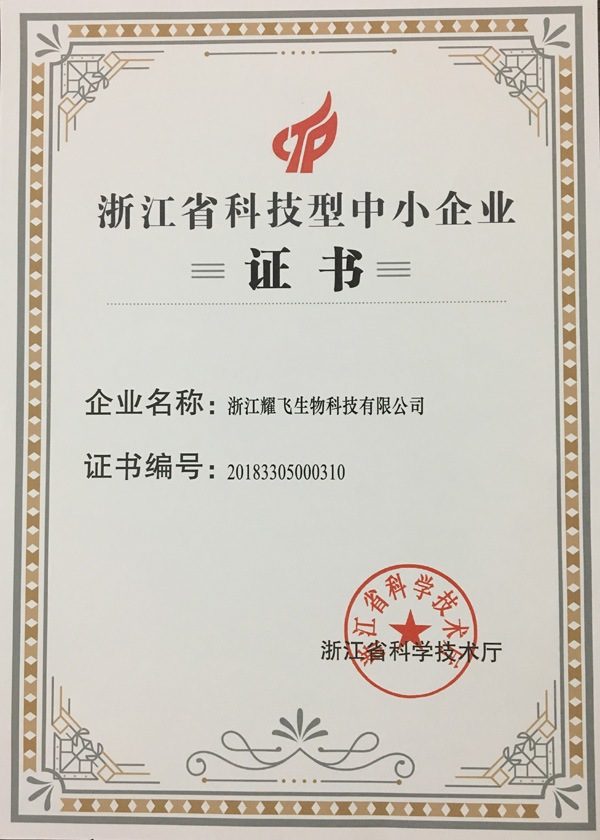 CTP
浙江省科技型中小企业
证书
企业名称：浙江耀飞生物科技有限公司
证书编号：20183305000310
浙江省科学技术厅
浙江省科学技术厅